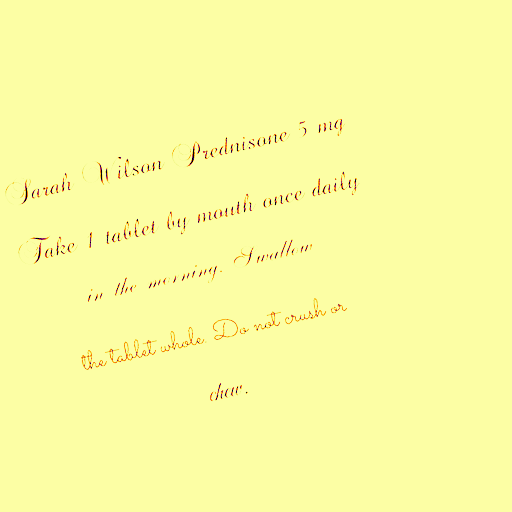 Sarah Wilson Prednisone 5 mg
Take 1 tablet by mouth once daily
in the morning. Swallow
the tablet whole. Do not crush or
chew.